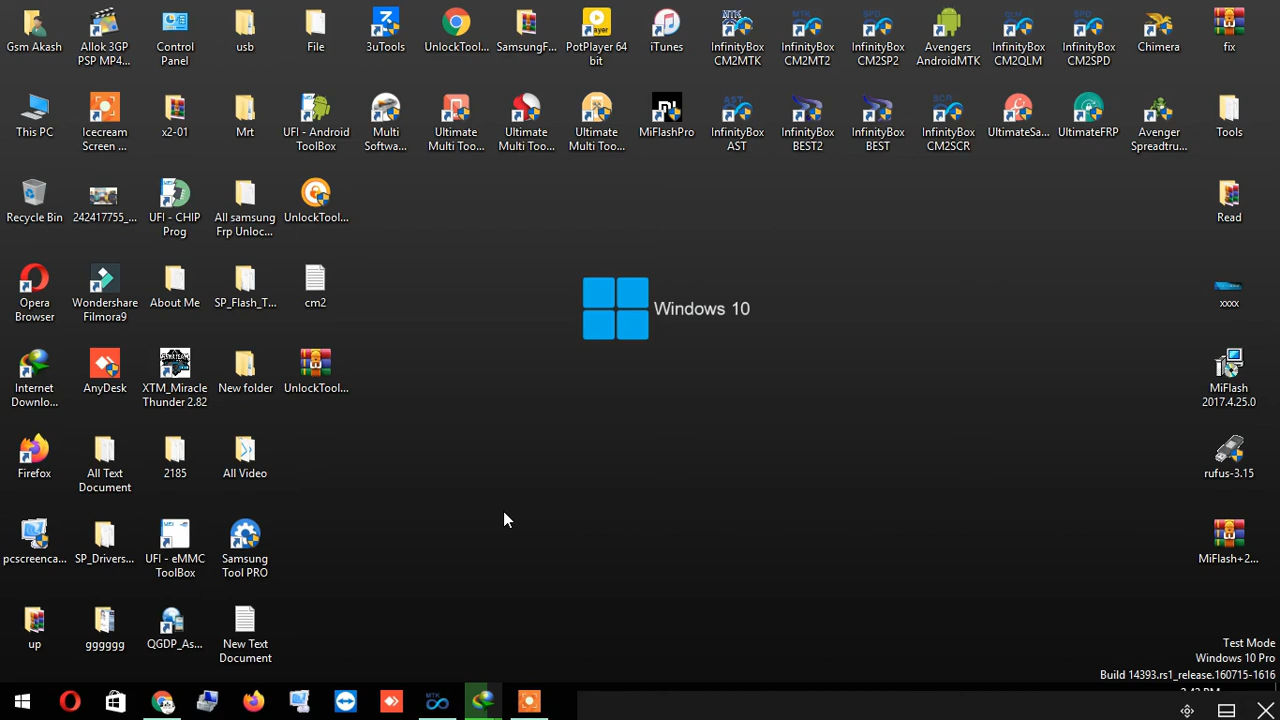 Gsm Akash
Allok 3GP
PSP MP4...
Control
Panel
usb
File
3uTools
UnlockTool...
SamsungF...
PotPlayer 64
bit
iTunes
InfinityBox
CM2MTK
InfinityBox
CM2MT2
InfinityBox
CM2SP2
Avengers
AndroidMTK
InfinityBox
CM2QLM
InfinityBox
CM2SPD
Chimera
fix
This PC
Icecream
Screen ...
x2-01
Mrt
UFI - Android
ToolBox
Multi
Softwa...
Ultimate
Multi Too...
Ultimate
Multi Too...
Ultimate
Multi Too...
MiFlashPro
InfinityBox
AST
InfinityBox
BEST2
InfinityBox
BEST
InfinityBox
CM2SCR
UltimateSa...
UltimateFRP
Avenger
Spreadtru...
Tools
Recycle Bin
242417755_...
UFI - CHIP
Prog
All samsung
Frp Unloc...
UnlockTool...
Read
Opera
Browser
Wondershare
Filmora9
About Me
SP_Flash_T...
cm2
Windows 10
xxxx
Internet
Downlo...
AnyDesk
XTM_Miracle
Thunder 2.82
New folder
UnlockTool...
MiFlash
2017.4.25.0
Firefox
All Text
Document
2185
All Video
rufus-3.15
pcscreenca...
SP_Drivers...
UFI - eMMC
ToolBox
Samsung
Tool PRO
MiFlash+2...
up
gggggg
QGDP_As...
New Text
Document
Test Mode
Windows 10 Pro
Build 14393.rs1_release.160715-1616